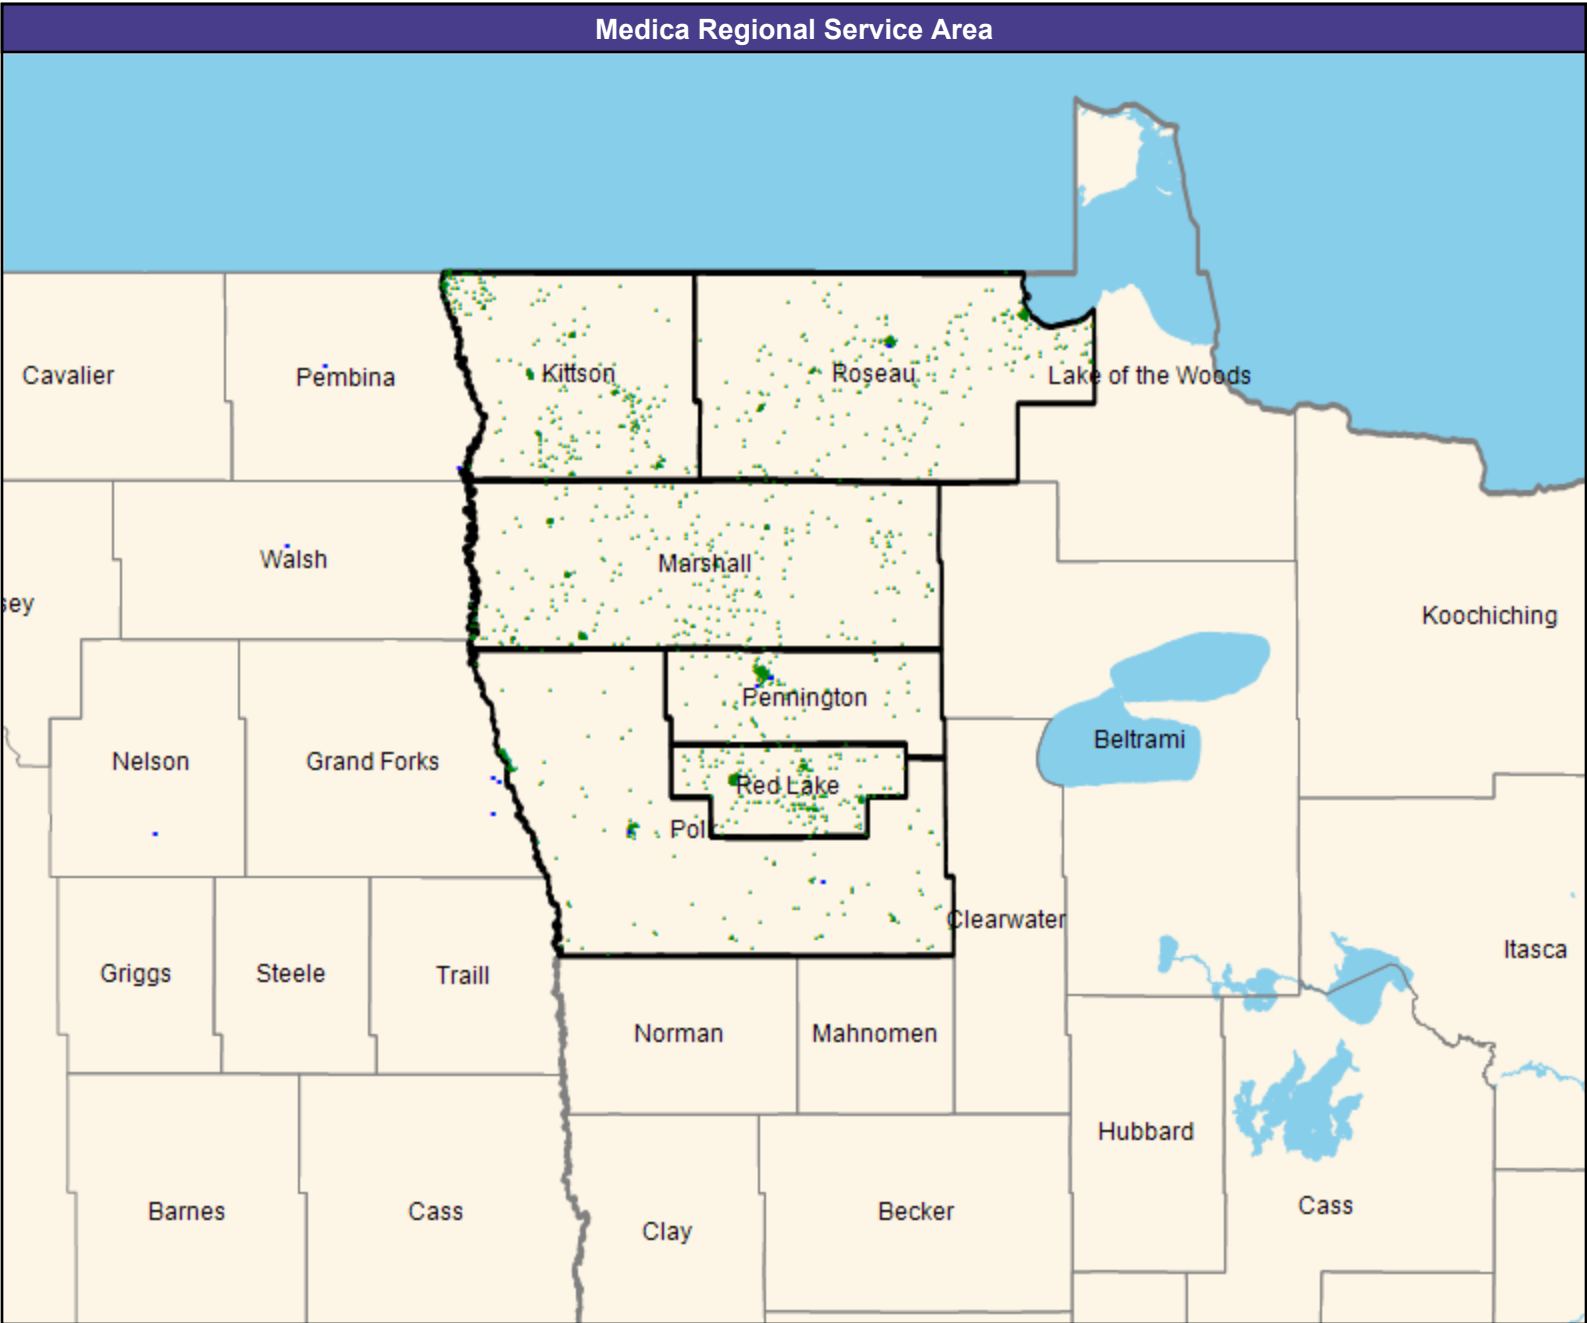 Medica Regional Service Area
Cavalier
Pembina
Kittson
Roseau
Lake of the Woods
Walsh
Marshall
sey
Koochiching
Pennington
Nelson
Grand Forks
Beltrami
Red Lake
Pol
Clearwater
Griggs
Steele
Traill
Itasca
Norman
Mahnomen
Hubbard
Barnes
Cass
Clay
Becker
Cass